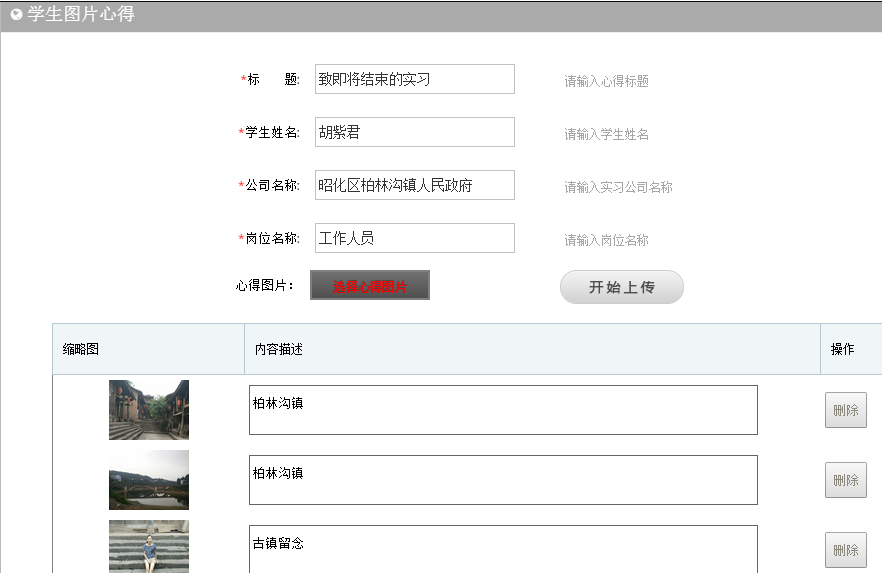 学生图片心得
*标 题: 致即将结束的实习 请输入心得标题
*学生姓名: 胡紫君 请输入学生姓名
*公司名称: 昭化区柏林沟镇人民政府 请输入实习公司名称
*岗位名称: 工作人员 请输入岗位名称
心得图片: 选择心得图片 开始上传
缩略图 内容描述 操作
柏林沟镇 删除
柏林沟镇 删除
古镇留念 删除